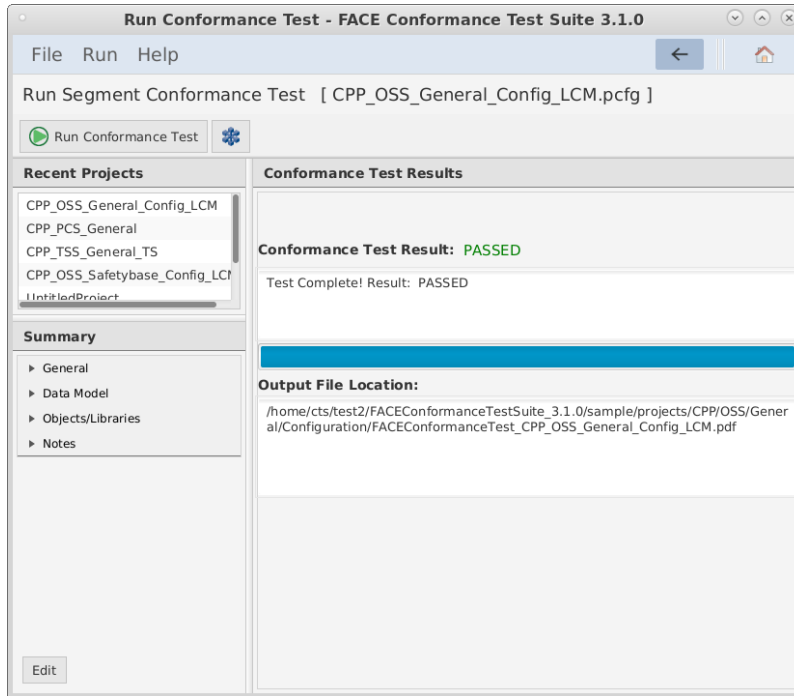 Run Conformance Test - FACE Conformance Test Suite 3.1.0
File Run Help
Run Segment Conformance Test [ CPP_OSS_General_Config_LCM.pcfg ]
Run Conformance Test
Recent Projects
CPP_OSS_General_Config_LCM
CPP_PCS_General
CPP_TSS_General_TS
CPP_OSS_Safetybase_Config_LCM
UntitledProject
Summary
General
Data Model
Objects/Libraries
Notes
Edit
Conformance Test Results
Conformance Test Result: PASSED
Test Complete! Result: PASSED
Output File Location:
/home/cts/test2/FACEConformanceTestSuite_3.1.0/sample/projects/CPP/OSS/Gener
al/Configuration/FACEConformanceTest_CPP_OSS_General_Config_LCM.pdf